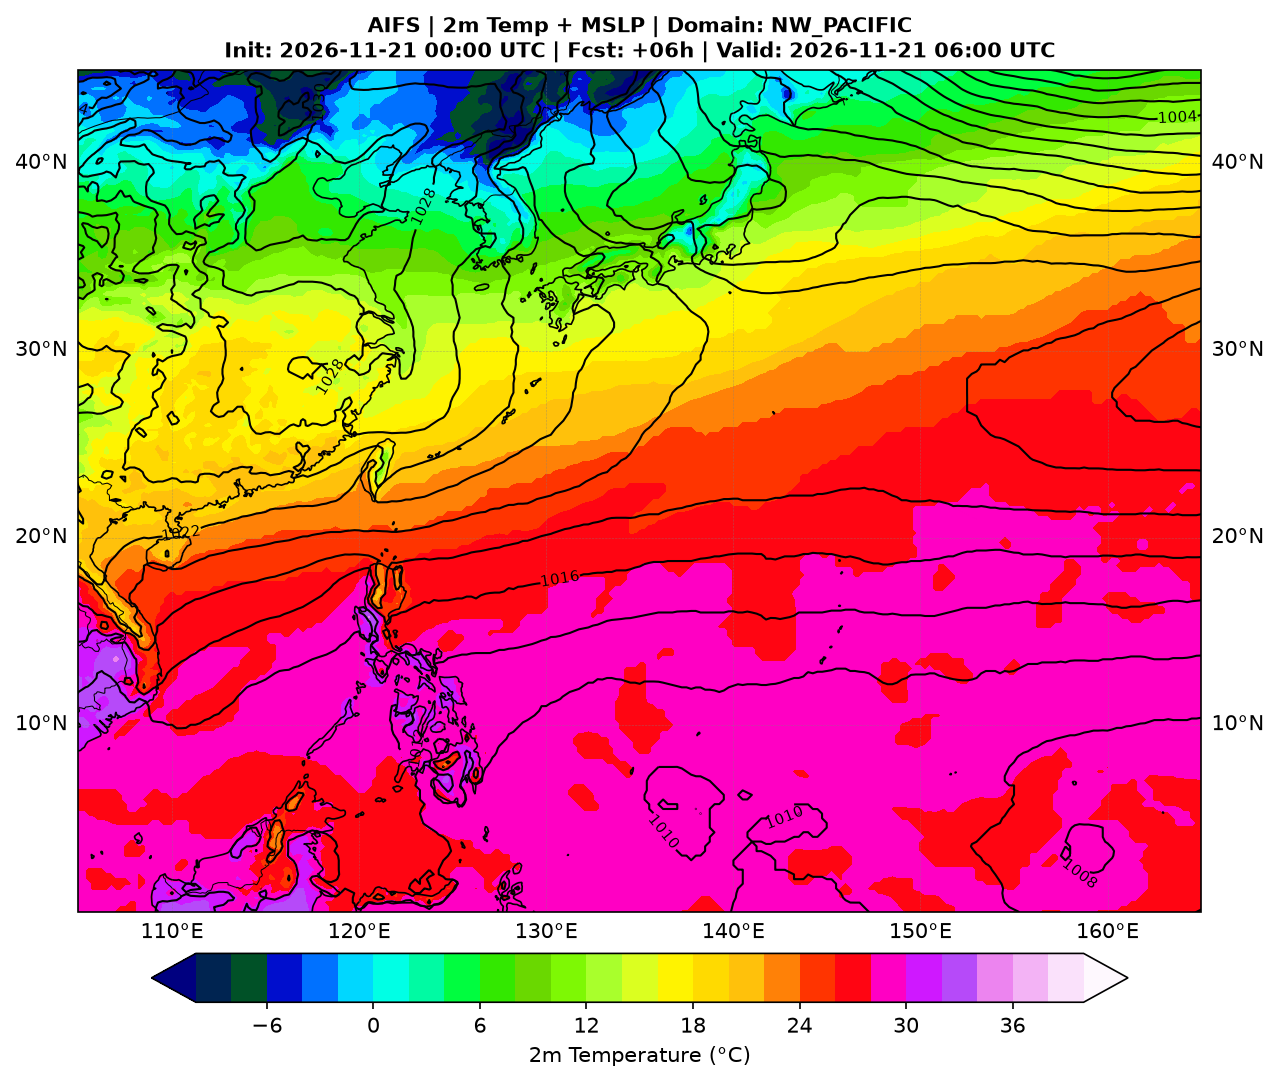 AIFS | 2m Temp + MSLP | Domain: NW_PACIFIC
Init: 2026-11-21 00:00 UTC | Fcst: +06h | Valid: 2026-11-21 06:00 UTC
1004
40°N 40°N
1028
30°N 30°N
1028
20°N 1022 20°N
1016
10°N 10°N
1010
1010
1008
110°E 120°E 130°E 140°E 150°E 160°E
−6 0 6 12 18 24 30 36
2m Temperature (°C)